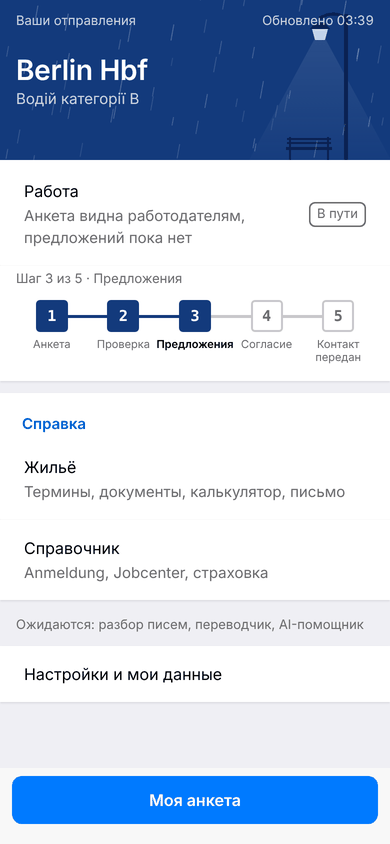 Ваши отправления
Обновлено 03:39
Berlin Hbf
Водій категорії B
Работа
Анкета видна работодателям,
предложений пока нет
В пути
Шаг 3 из 5 · Предложения
1 2 3 4 5
Анкета Проверка Предложения Согласие Контакт
передан
Справка
Жильё
Термины, документы, калькулятор, письмо
Справочник
Anmeldung, Jobcenter, страховка
Ожидаются: разбор писем, переводчик, AI-помощник
Настройки и мои данные
Моя анкета